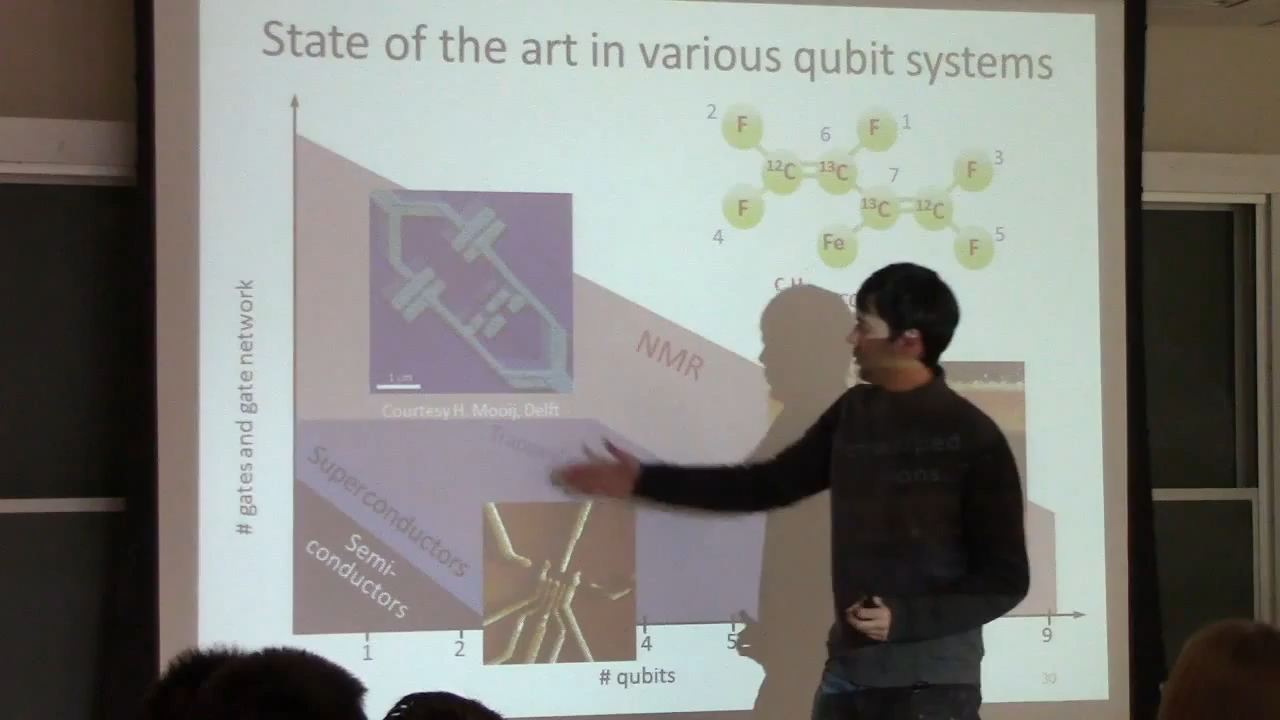 State of the art in various qubit systems
2
F
6
F
1
12C
13C
7
F
3
F
13C
12C
4
Fe
F
5
NMR
1 cm
Courtesy H. Mooij, Delft
# gates and gate network
Superconductors
Semi-
conductors
1
2
4
5
9
# qubits
30